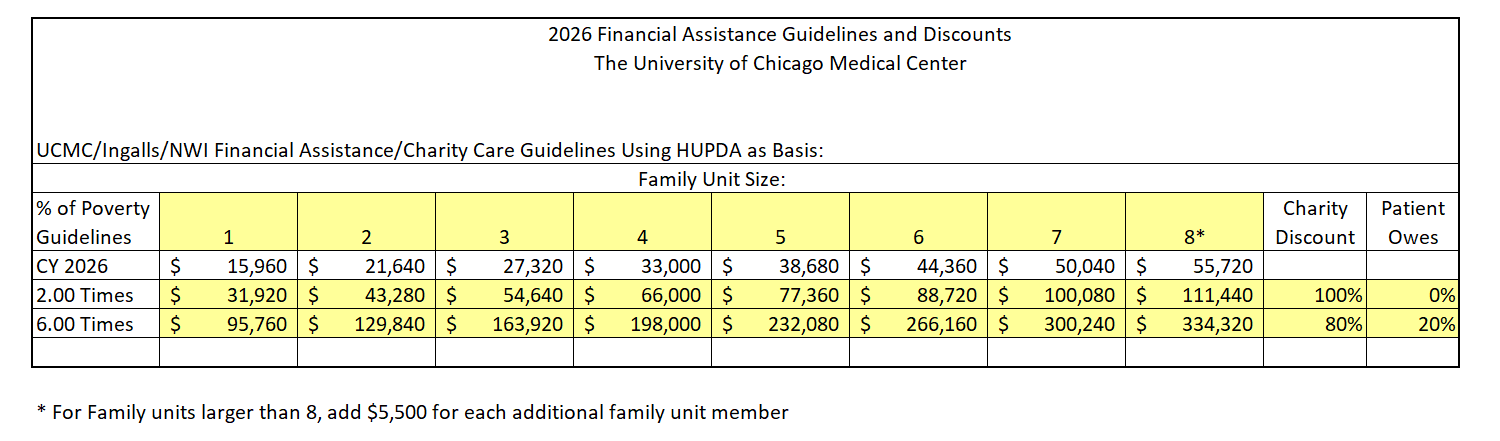 2026 Financial Assistance Guidelines and Discounts
The University of Chicago Medical Center
UCMC/Ingalls/NWI Financial Assistance/Charity Care Guidelines Using HUPDA as Basis:
Family Unit Size:
% of Poverty Guidelines 1 2 3 4 5 6 7 8* Charity Discount Patient Owes
CY 2026 $ 15,960 $ 21,640 $ 27,320 $ 33,000 $ 38,680 $ 44,360 $ 50,040 $ 55,720
2.00 Times $ 31,920 $ 43,280 $ 54,640 $ 66,000 $ 77,360 $ 88,720 $ 100,080 $ 111,440 100% 0%
6.00 Times $ 95,760 $ 129,840 $ 163,920 $ 198,000 $ 232,080 $ 266,160 $ 300,240 $ 334,320 80% 20%
* For Family units larger than 8, add $5,500 for each additional family unit member